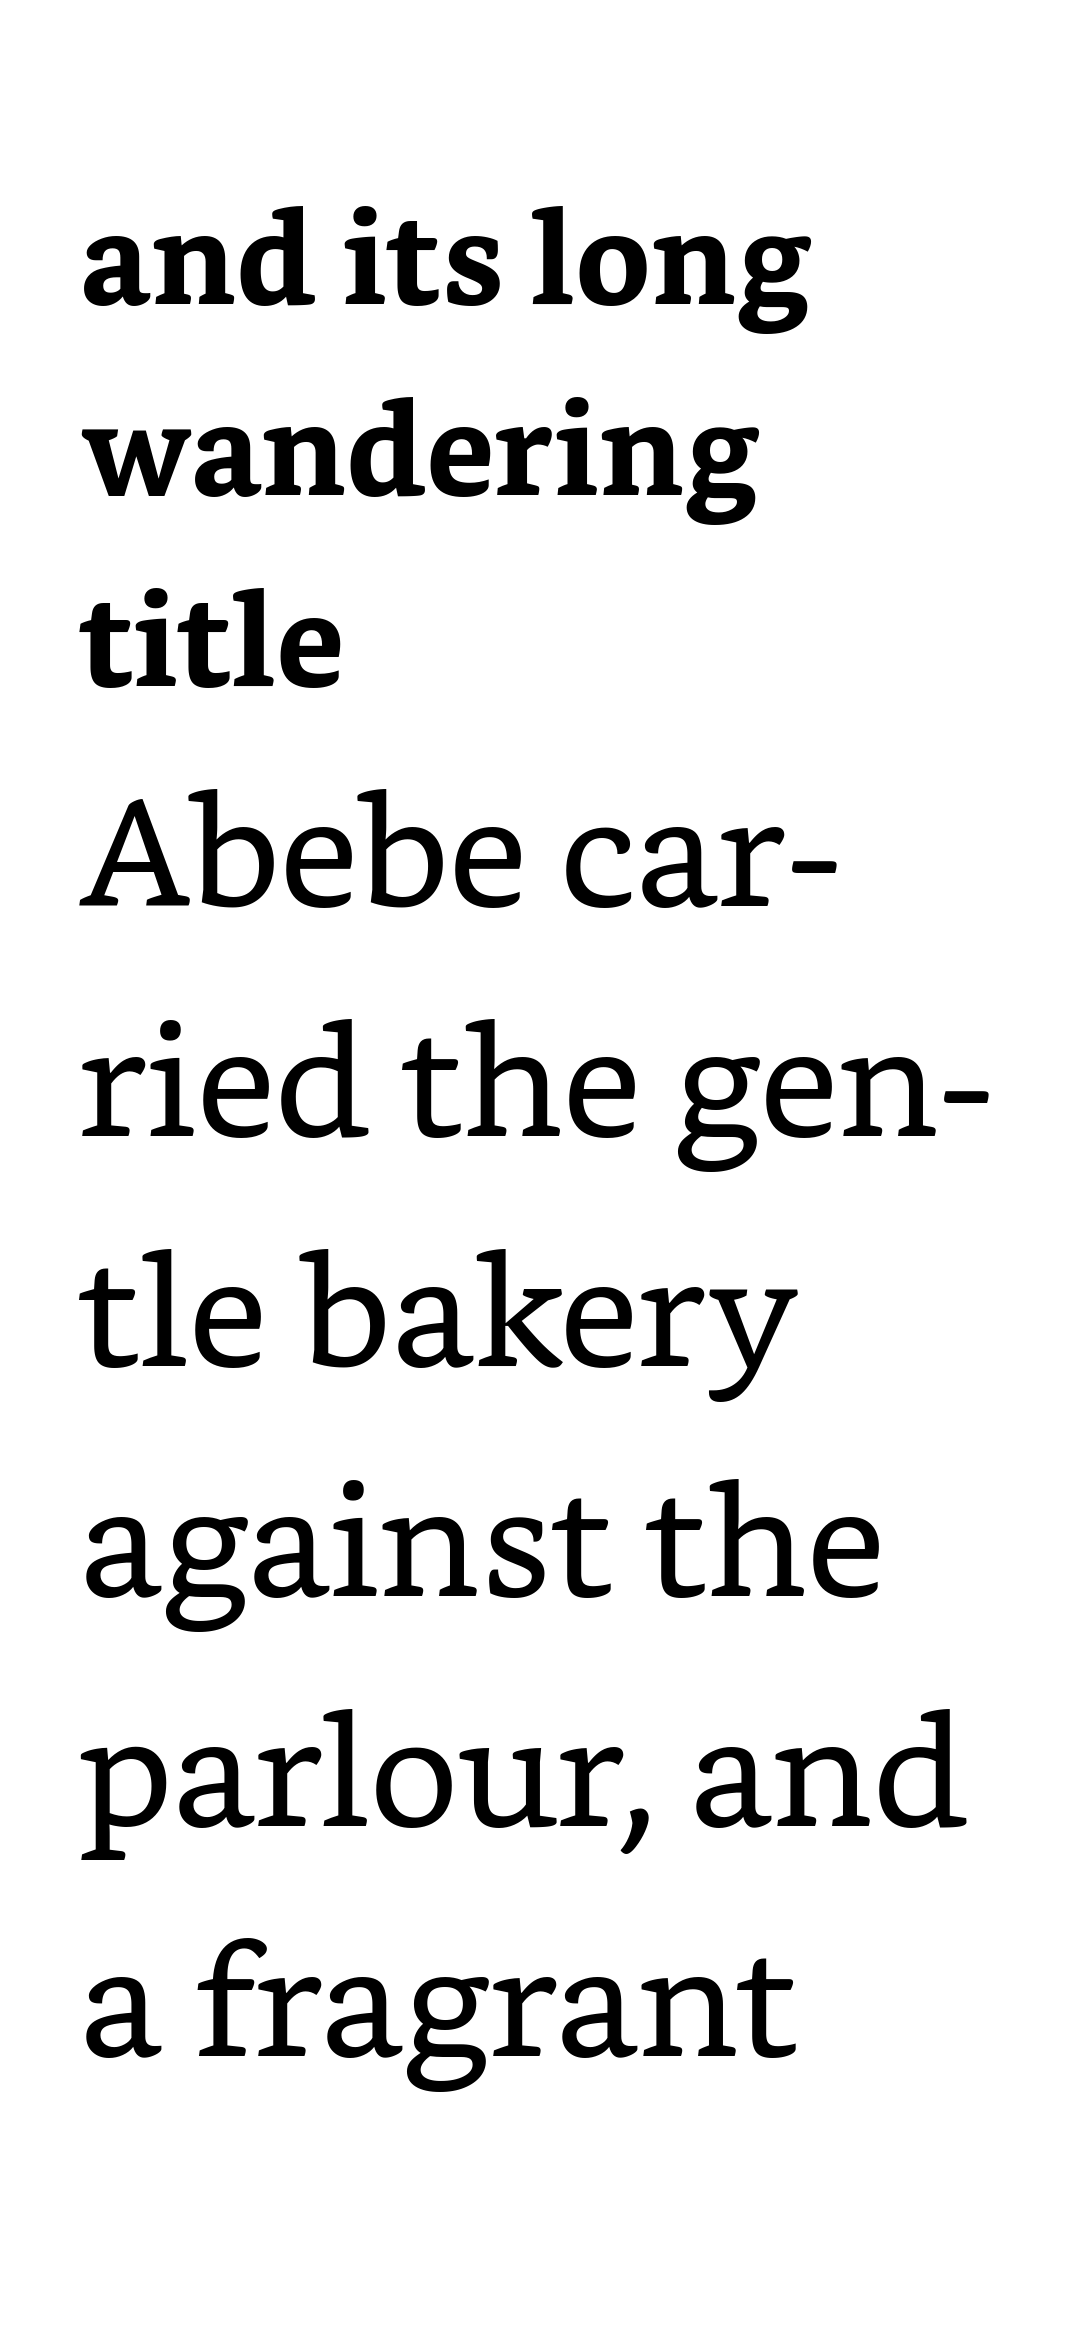 and its long
wandering
title
Abebe car-
ried the gen-
tle bakery
against the
parlour, and
a fragrant